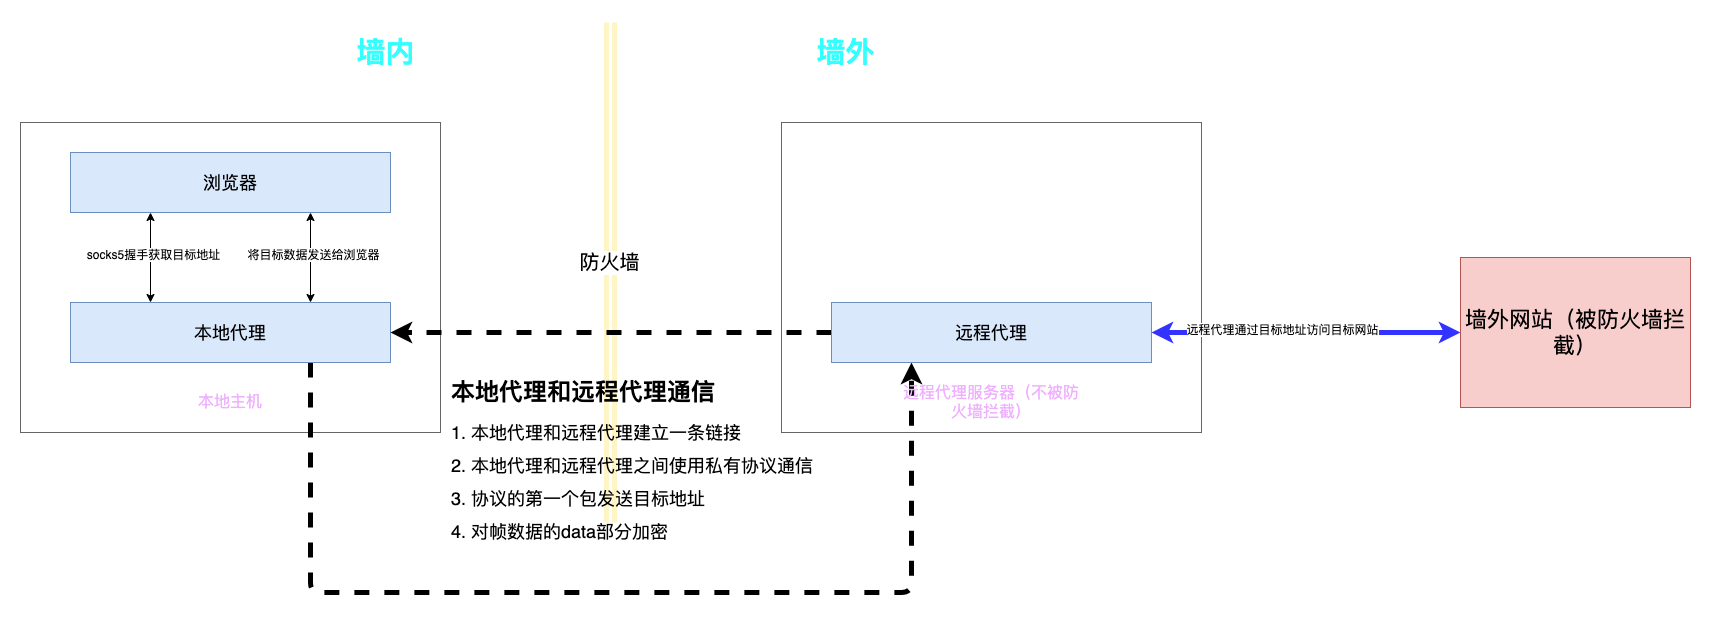 墙内
墙外
浏览器
socks5握手获取目标地址
将目标数据发送给浏览器
防火墙
本地代理
远程代理
远程代理通过目标地址访问目标网站
墙外网站（被防火墙拦
截）
本地主机
远程代理服务器（不被防
火墙拦截）
本地代理和远程代理通信
1. 本地代理和远程代理建立一条链接
2. 本地代理和远程代理之间使用私有协议通信
3. 协议的第一个包发送目标地址
4. 对帧数据的data部分加密